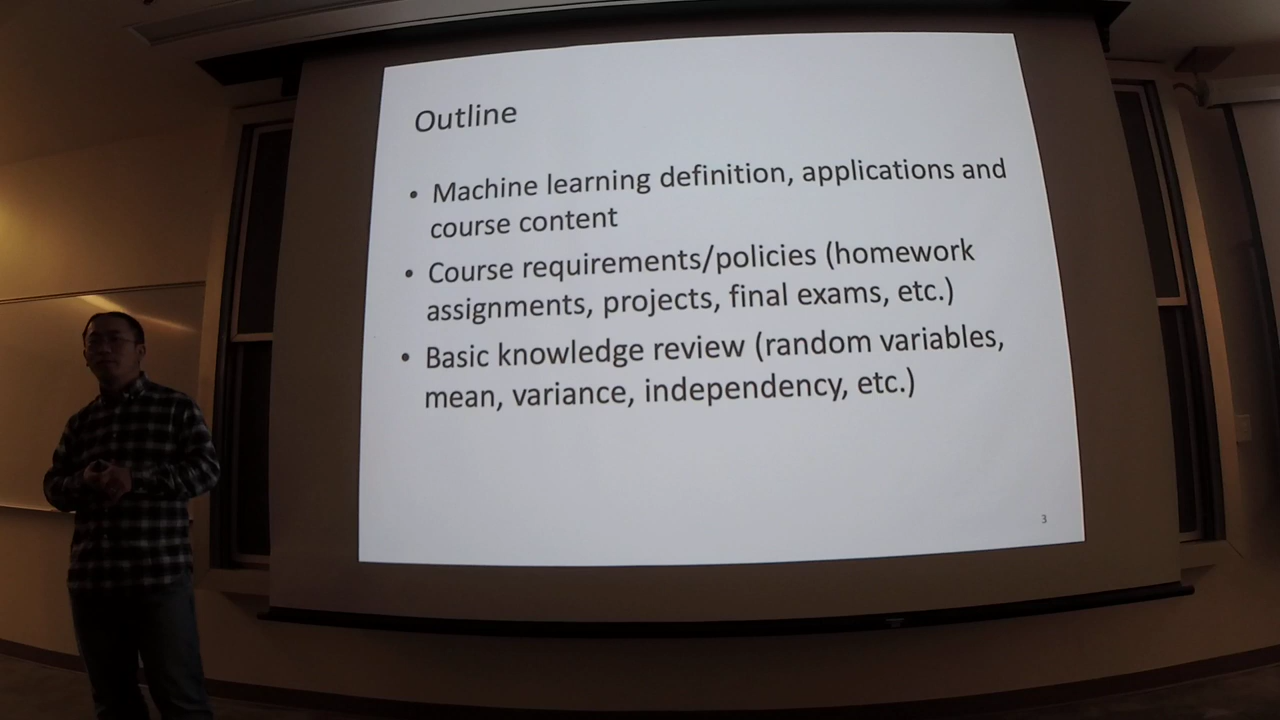 Outline
• Machine learning definition, applications and
course content
• Course requirements/policies (homework
assignments, projects, final exams, etc.)
• Basic knowledge review (random variables,
mean, variance, independency, etc.)
3